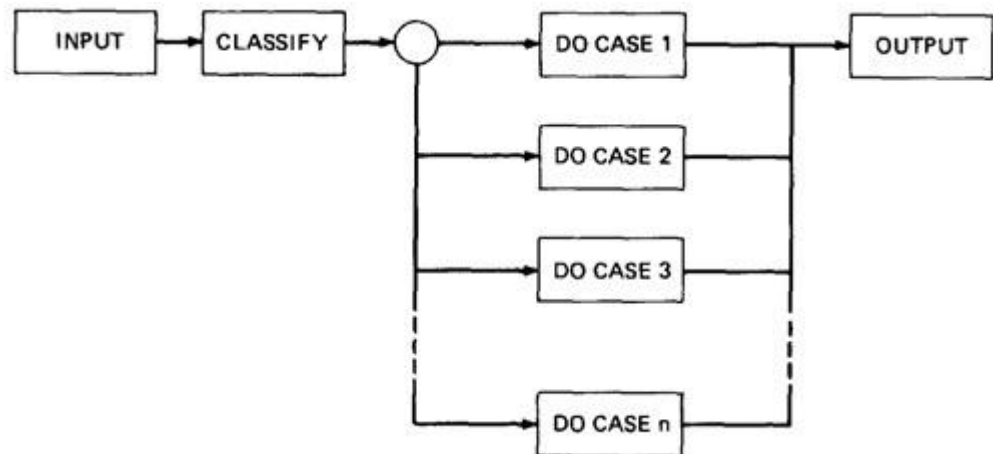 INPUT
CLASSIFY
DO CASE 1
OUTPUT
DO CASE 2
DO CASE 3
DO CASE n